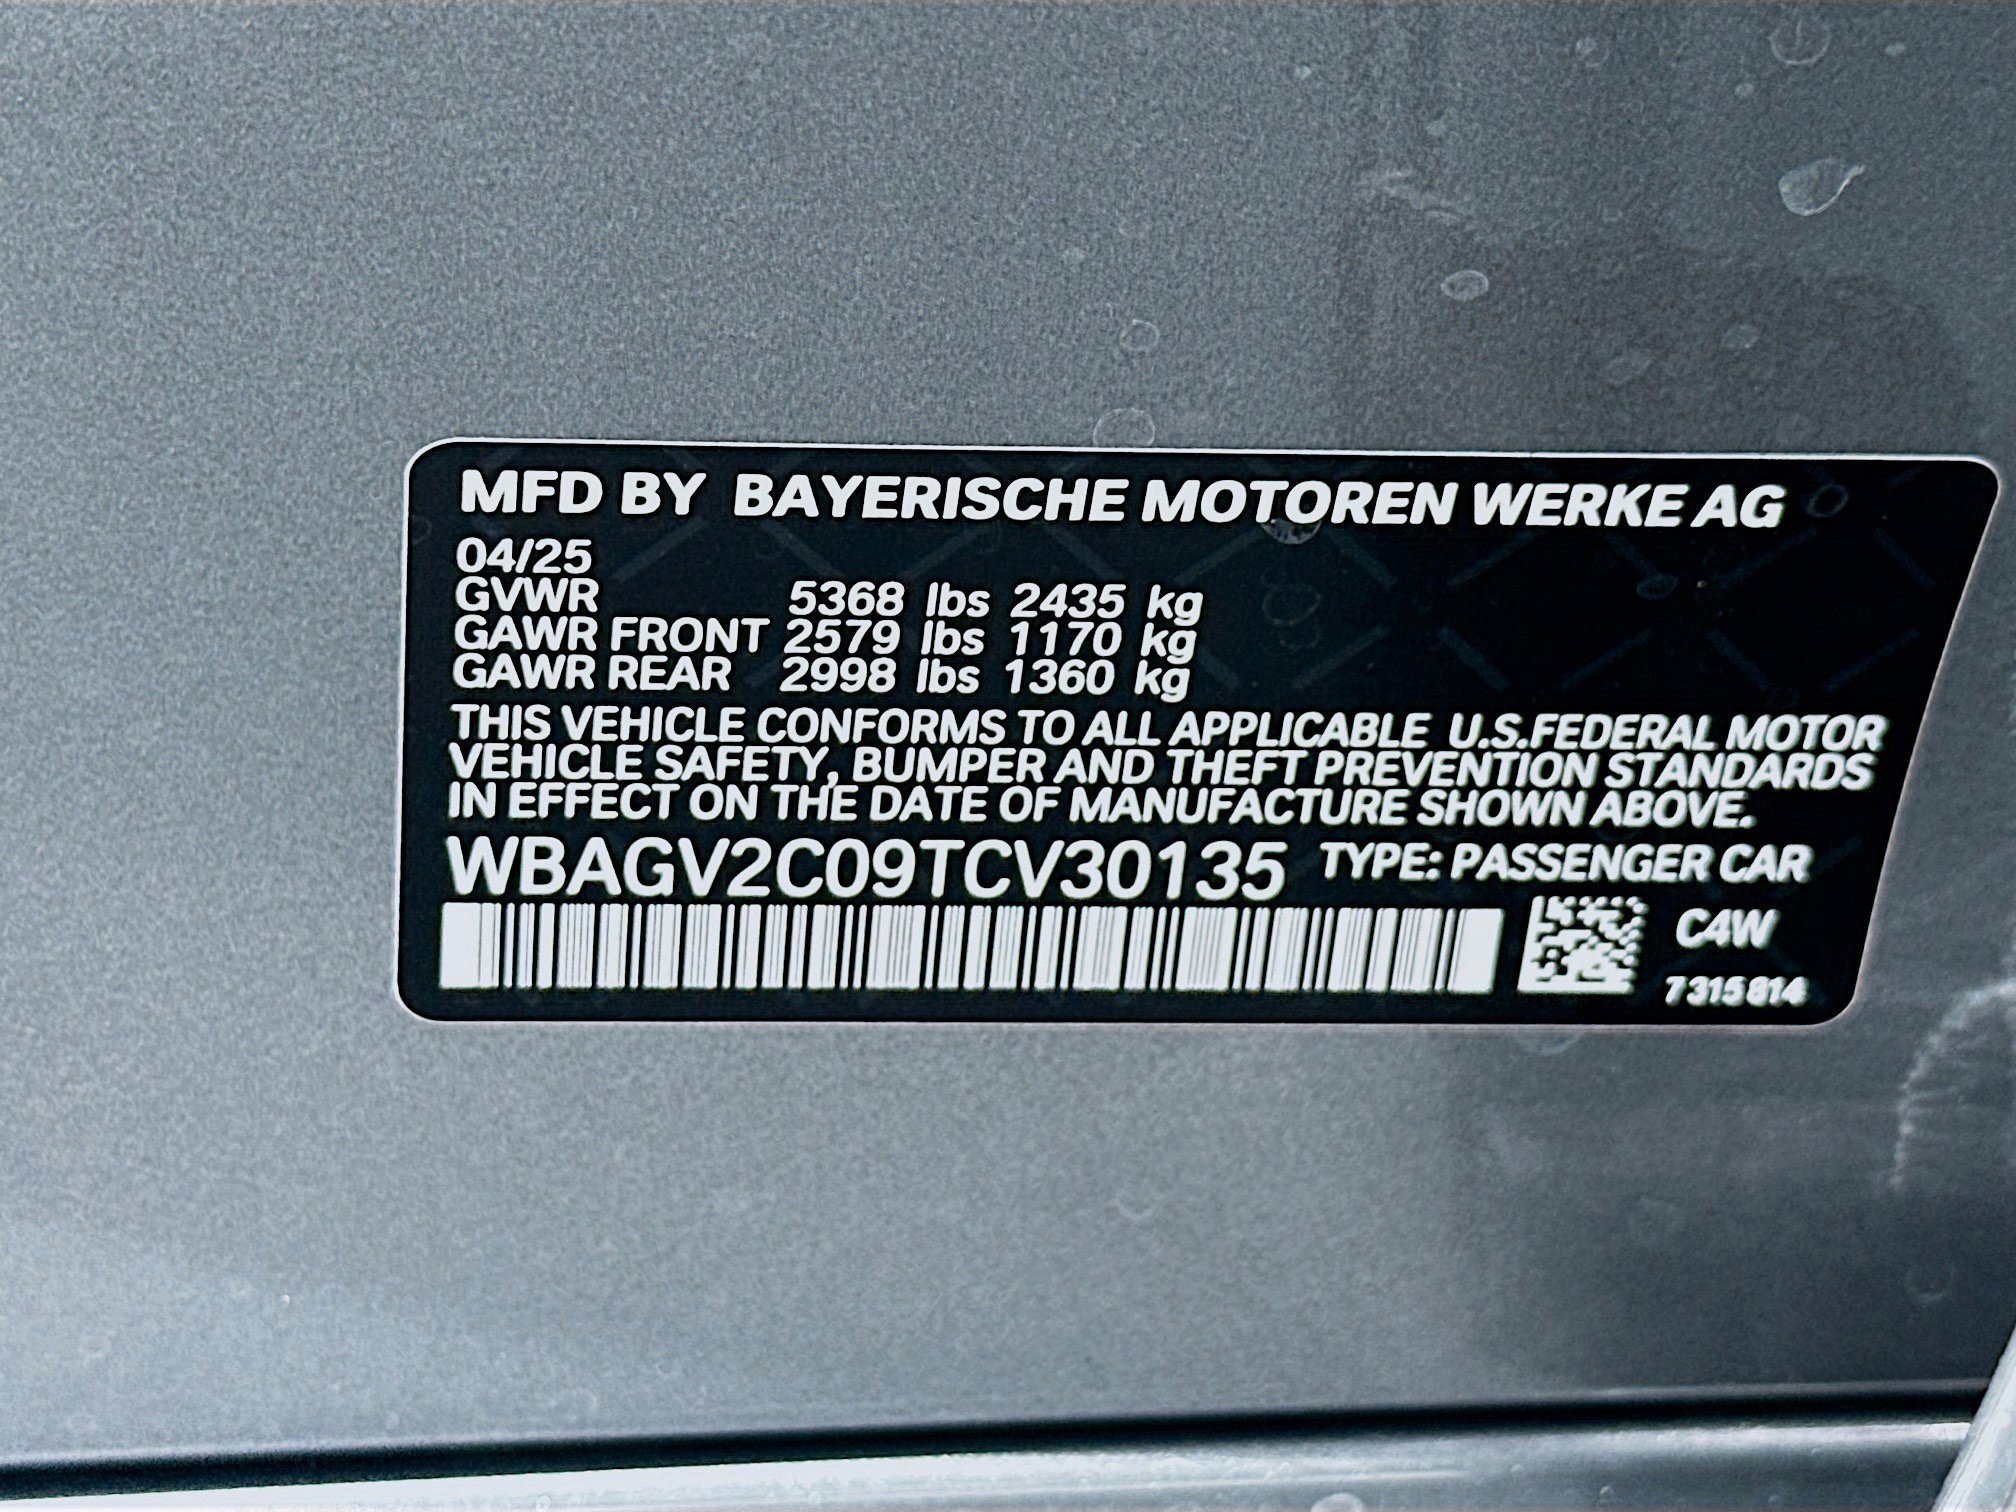 MFD BY BAYERISCHE MOTOREN WERKE AG
04/25
GVWR 5368 lbs 2435 kg
GAWR FRONT 2579 lbs 1170 kg
GAWR REAR 2998 lbs 1360 kg
THIS VEHICLE CONFORMS TO ALL APPLICABLE U.S.FEDERAL MOTOR
VEHICLE SAFETY, BUMPER AND THEFT PREVENTION STANDARDS
IN EFFECT ON THE DATE OF MANUFACTURE SHOWN ABOVE.
WBAGV2C09TCV30135 TYPE: PASSENGER CAR
C4W
7315814